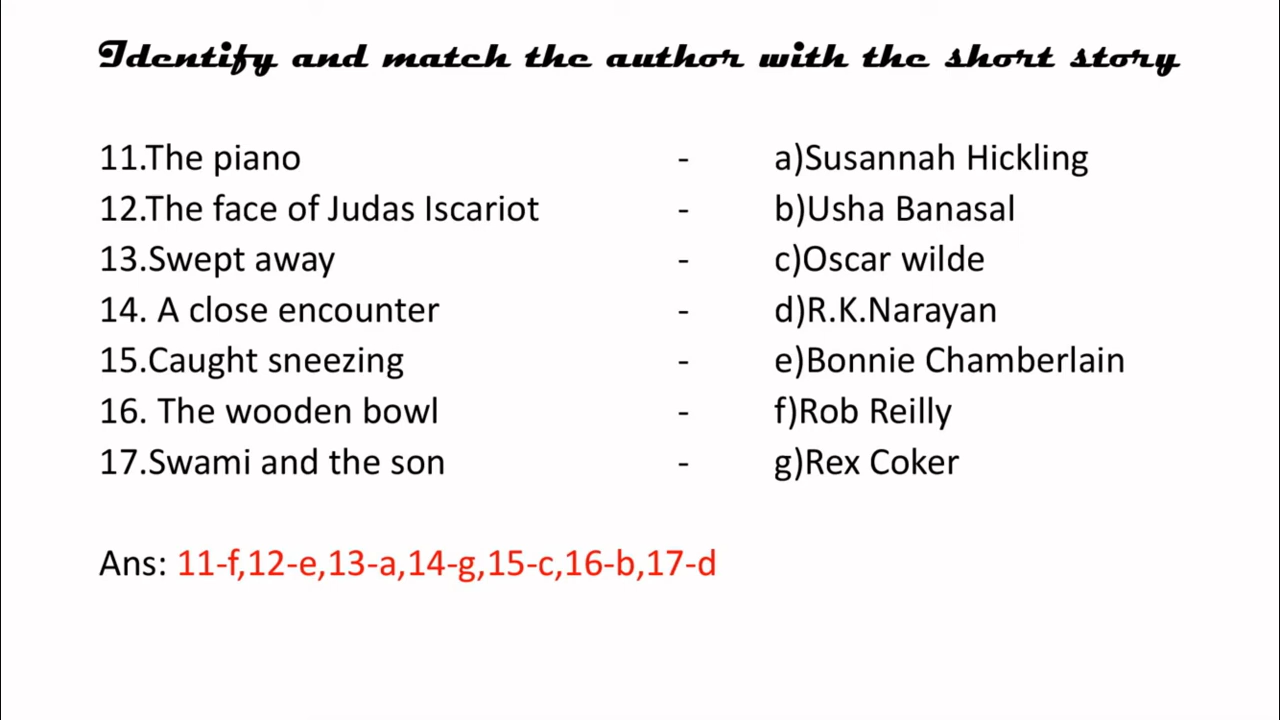 Identify and match the author with the short story
11.The piano - a)Susannah Hickling
12.The face of Judas Iscariot - b)Usha Banasal
13.Swept away - c)Oscar wilde
14. A close encounter - d)R.K.Narayan
15.Caught sneezing - e)Bonnie Chamberlain
16. The wooden bowl - f)Rob Reilly
17.Swami and the son - g)Rex Coker
Ans: 11-f,12-e,13-a,14-g,15-c,16-b,17-d